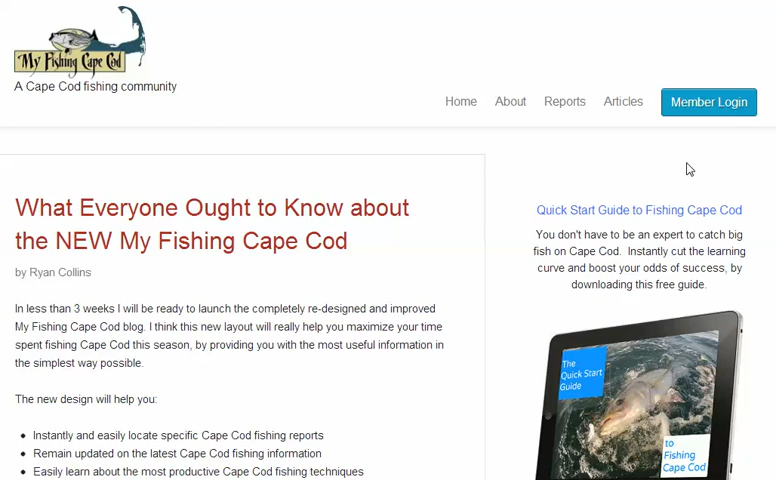 My Fishing Cape Cod
A Cape Cod fishing community
Home About Reports Articles Member Login
What Everyone Ought to Know about
the NEW My Fishing Cape Cod
by Ryan Collins
In less than 3 weeks I will be ready to launch the completely re-designed and improved
My Fishing Cape Cod blog. I think this new layout will really help you maximize your time
spent fishing Cape Cod this season, by providing you with the most useful information in
the simplest way possible.
The new design will help you:
Instantly and easily locate specific Cape Cod fishing reports
Remain updated on the latest Cape Cod fishing information
Easily learn about the most productive Cape Cod fishing techniques
Quick Start Guide to Fishing Cape Cod
You don't have to be an expert to catch big
fish on Cape Cod. Instantly cut the learning
curve and boost your odds of success, by
downloading this free guide.
The
Quick Start
Guide
to
Fishing
Cape Cod